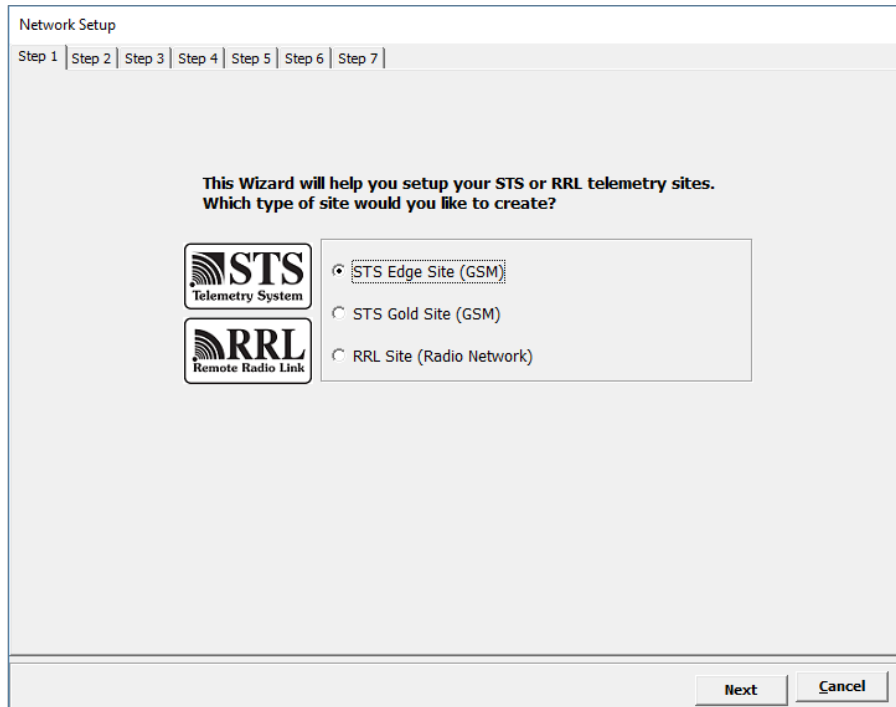 Network Setup
Step 1 Step 2 Step 3 Step 4 Step 5 Step 6 Step 7
This Wizard will help you setup your STS or RRL telemetry sites.
Which type of site would you like to create?
STS
Telemetry System
STS Edge Site (GSM)
STS Gold Site (GSM)
RRL
Remote Radio Link
RRL Site (Radio Network)
Next Cancel